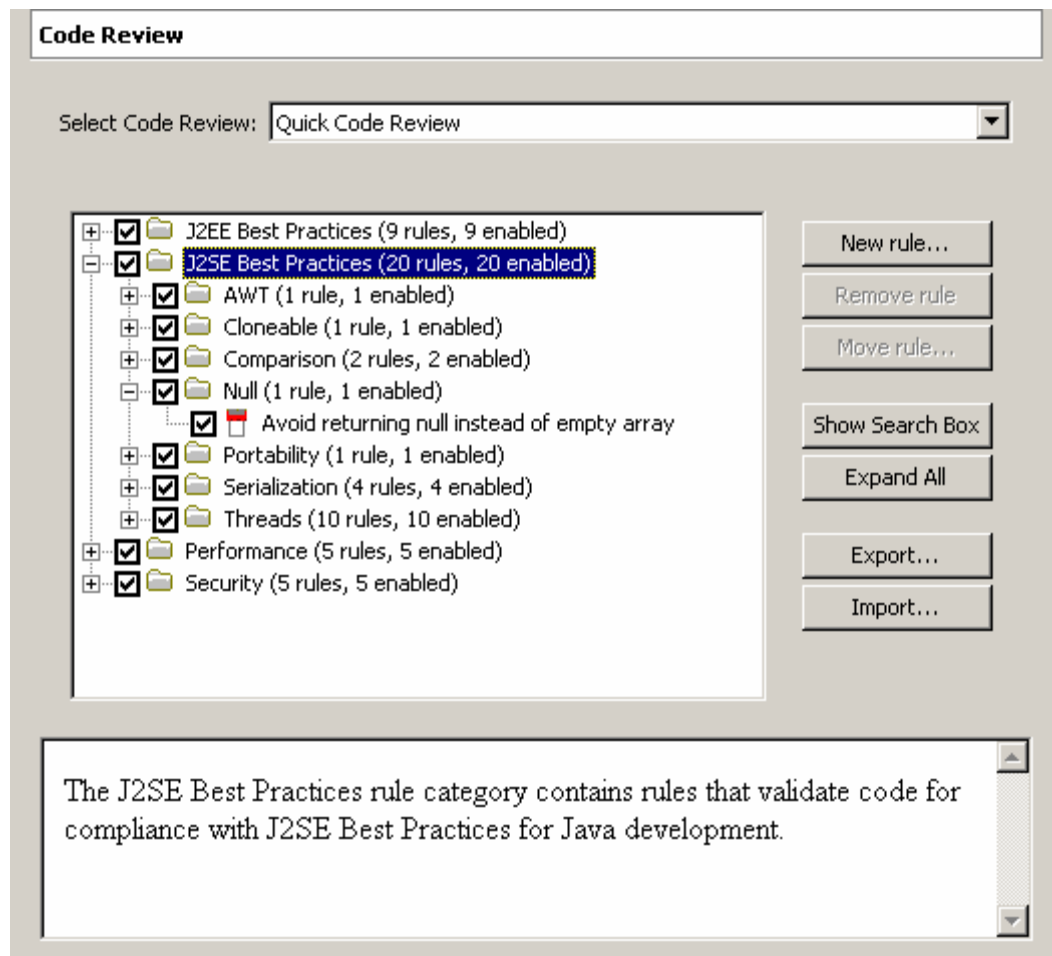 Code Review
Select Code Review: Quick Code Review
J2EE Best Practices (9 rules, 9 enabled)
J2SE Best Practices (20 rules, 20 enabled)
AWT (1 rule, 1 enabled)
Cloneable (1 rule, 1 enabled)
Comparison (2 rules, 2 enabled)
Null (1 rule, 1 enabled)
Avoid returning null instead of empty array
Portability (1 rule, 1 enabled)
Serialization (4 rules, 4 enabled)
Threads (10 rules, 10 enabled)
Performance (5 rules, 5 enabled)
Security (5 rules, 5 enabled)
New rule...
Remove rule
Move rule...
Show Search Box
Expand All
Export...
Import...
The J2SE Best Practices rule category contains rules that validate code for
compliance with J2SE Best Practices for Java development.